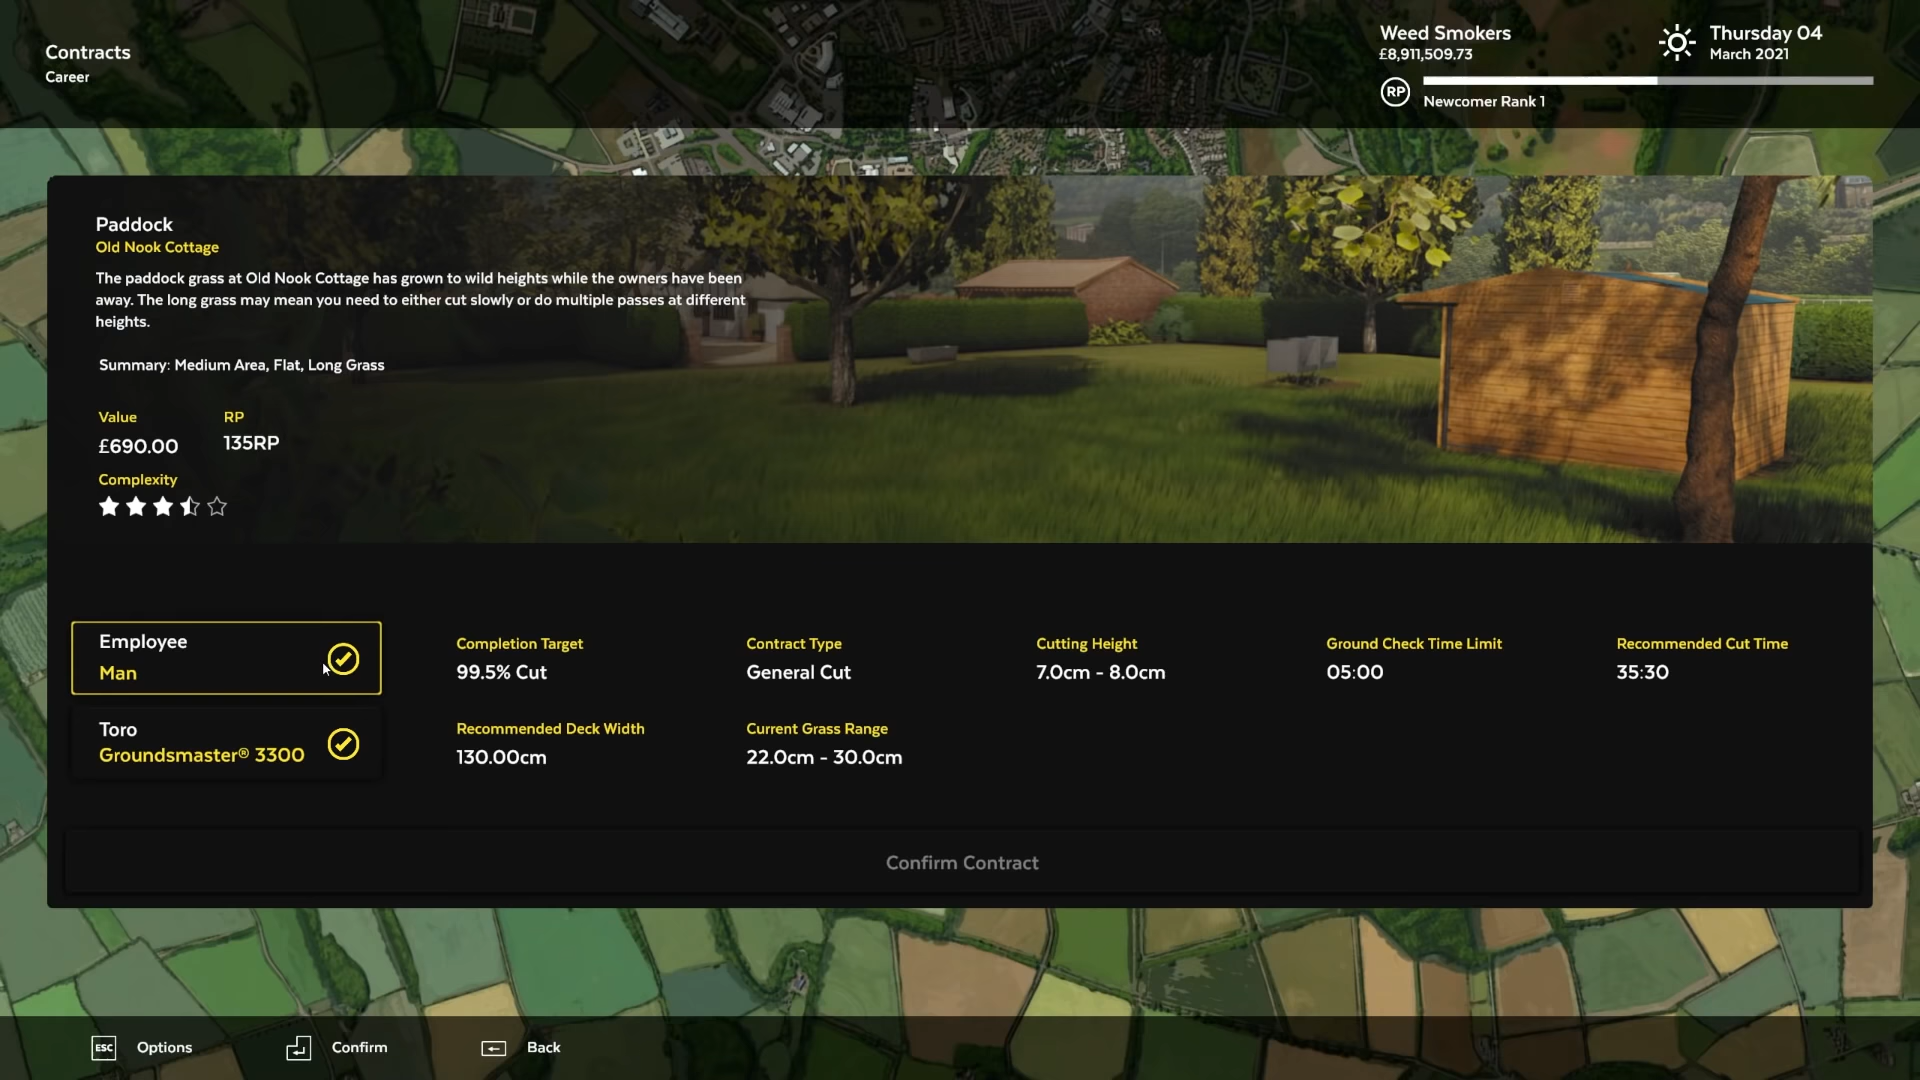 Contracts
Career
Weed Smokers
£8,911,509.73
Thursday 04
March 2021
RP
Newcomer Rank 1
Paddock
Old Nook Cottage
The paddock grass at Old Nook Cottage has grown to wild heights while the owners have been
away. The long grass may mean you need to either cut slowly or do multiple passes at different
heights.
Summary: Medium Area, Flat, Long Grass
Value
RP
£690.00
135RP
Complexity
Employee
Man
Completion Target
99.5% Cut
Contract Type
General Cut
Cutting Height
7.0cm - 8.0cm
Ground Check Time Limit
05:00
Recommended Cut Time
35:30
Toro
Groundsmaster® 3300
Recommended Deck Width
130.00cm
Current Grass Range
22.0cm - 30.0cm
Confirm Contract
ESC
Options
Confirm
Back